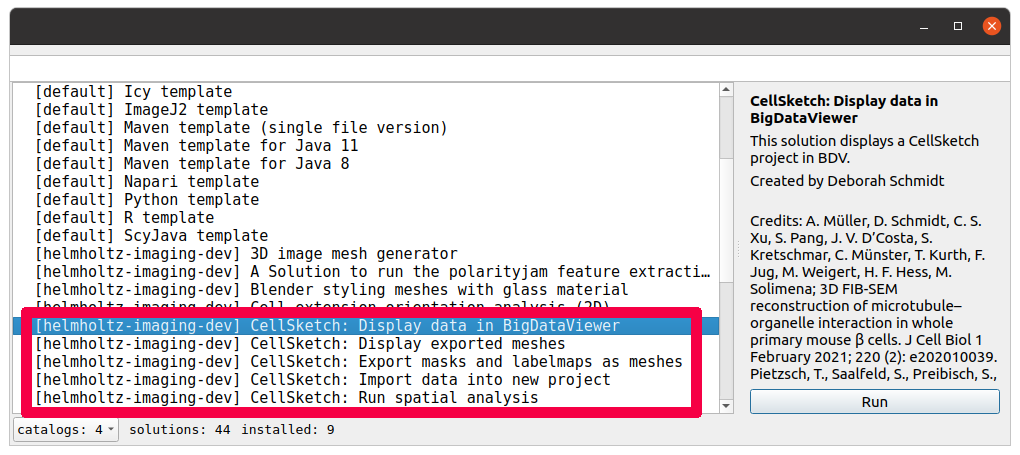 [default] Icy template
[default] ImageJ2 template
[default] Maven template (single file version)
[default] Maven template for Java 11
[default] Maven template for Java 8
[default] Napari template
[default] Python template
[default] R template
[default] ScyJava template
[helmholtz-imaging-dev] 3D image mesh generator
[helmholtz-imaging-dev] A Solution to run the polarityjam feature extracti…
[helmholtz-imaging-dev] Blender styling meshes with glass material
[helmholtz-imaging-dev] Cell extension orientation analysis (2D)
[helmholtz-imaging-dev] CellSketch: Display data in BigDataViewer
[helmholtz-imaging-dev] CellSketch: Display exported meshes
[helmholtz-imaging-dev] CellSketch: Export masks and labelmaps as meshes
[helmholtz-imaging-dev] CellSketch: Import data into new project
[helmholtz-imaging-dev] CellSketch: Run spatial analysis
catalogs: 4 solutions: 44 installed: 9
CellSketch: Display data in
BigDataViewer
This solution displays a CellSketch
project in BDV.
Created by Deborah Schmidt
Credits: A. Müller, D. Schmidt, C. S.
Xu, S. Pang, J. V. D’Costa, S.
Kretschmar, C. Münster, T. Kurth, F.
Jug, M. Weigert, H. F. Hess, M.
Solimena; 3D FIB-SEM
reconstruction of microtubule–
organelle interaction in whole
primary mouse β cells. J Cell Biol 1
February 2021; 220 (2): e202010039.
Pietzsch, T., Saalfeld, S., Preibisch, S.,
Run